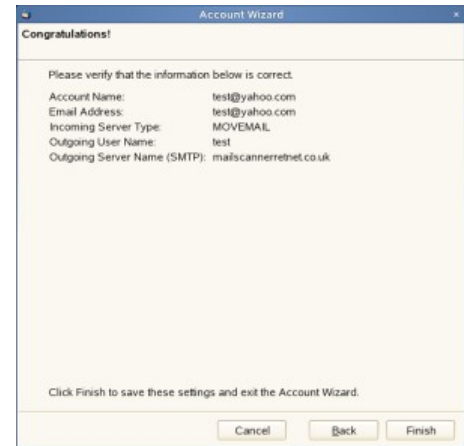 Account Wizard
Congratulations!
Please verify that the information below is correct.
Account Name: test@yahoo.com
Email Address: test@yahoo.com
Incoming Server Type: MOVEMAIL
Outgoing User Name: test
Outgoing Server Name (SMTP): mailscannerretnet.co.uk
Click Finish to save these settings and exit the Account Wizard.
Cancel Back Finish